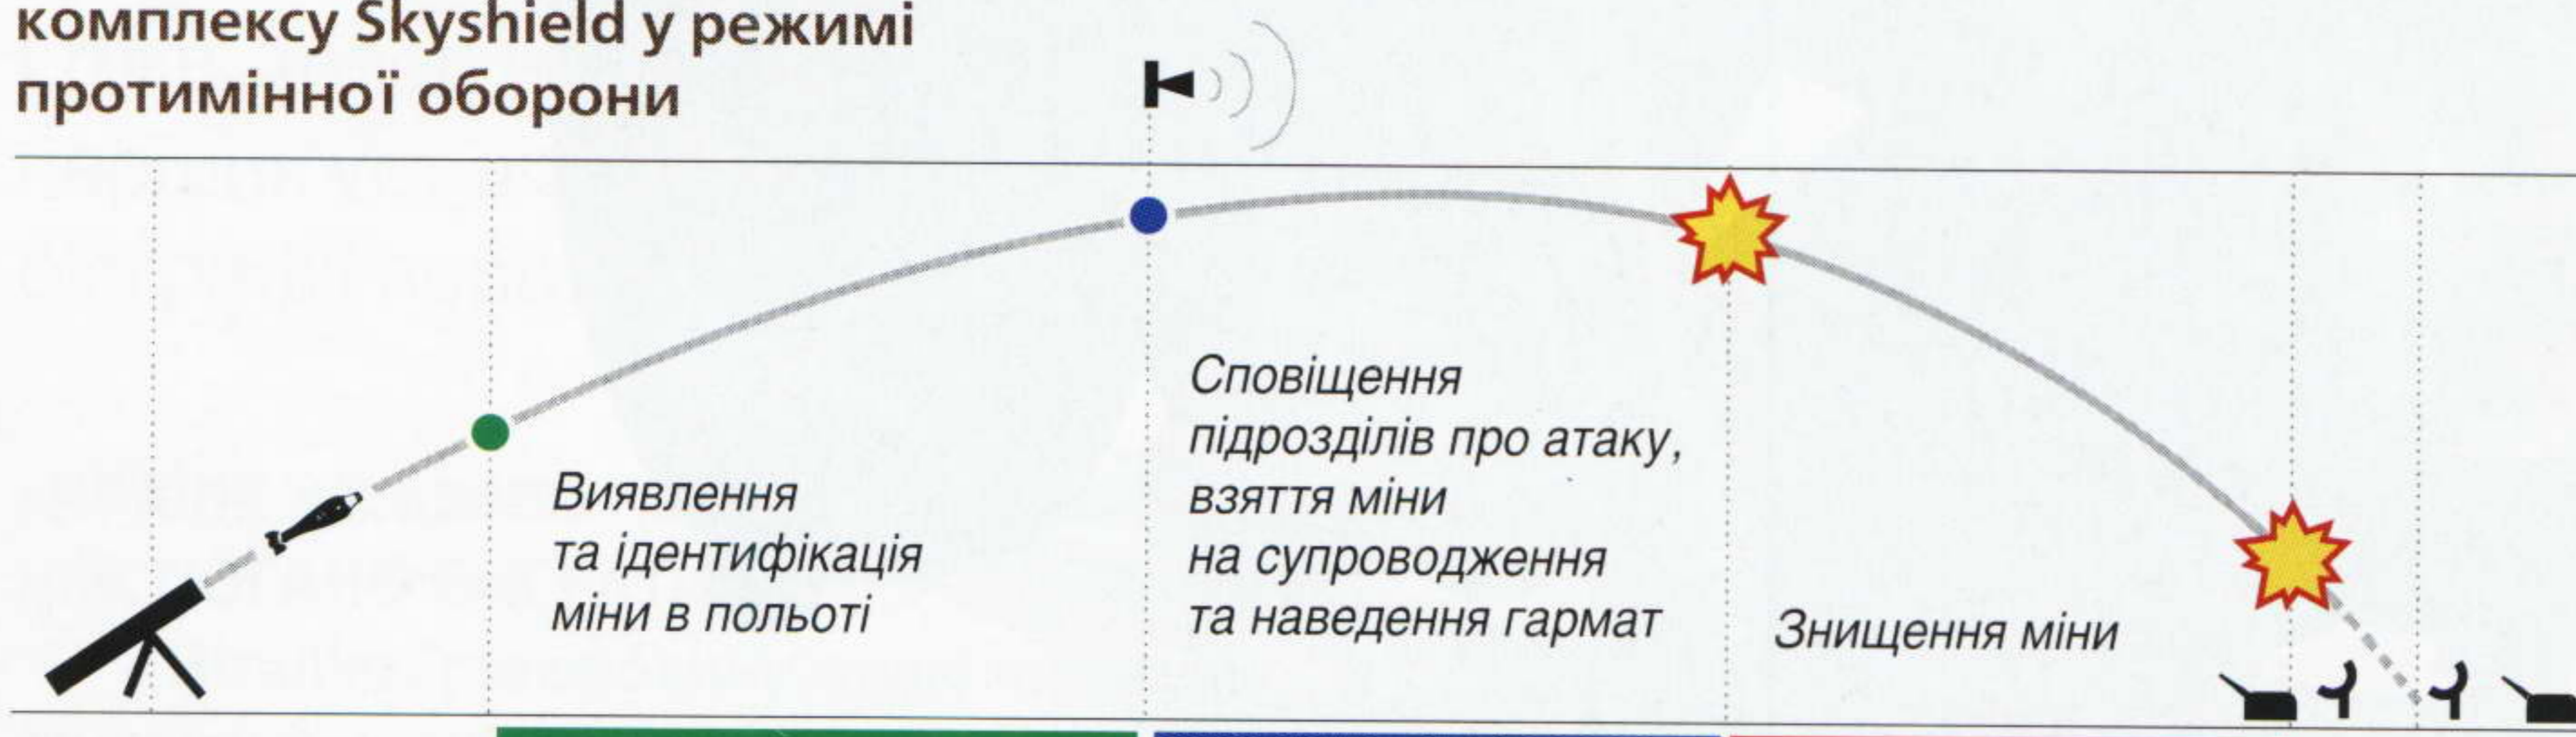 комплексу Skyshield у режимі
протимінної оборони
Виявлення
та ідентифікація
міни в польоті
Сповіщення
підрозділів про атаку,
взяття міни
на супроводження
та наведення гармат
Знищення міни